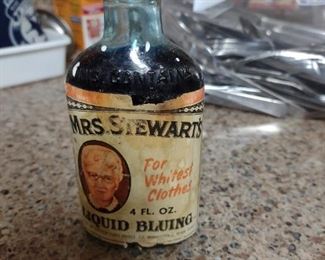 MRS. STEWART'S
For
Whitest
Clothes
4 FL. OZ.
LIQUID BLUING